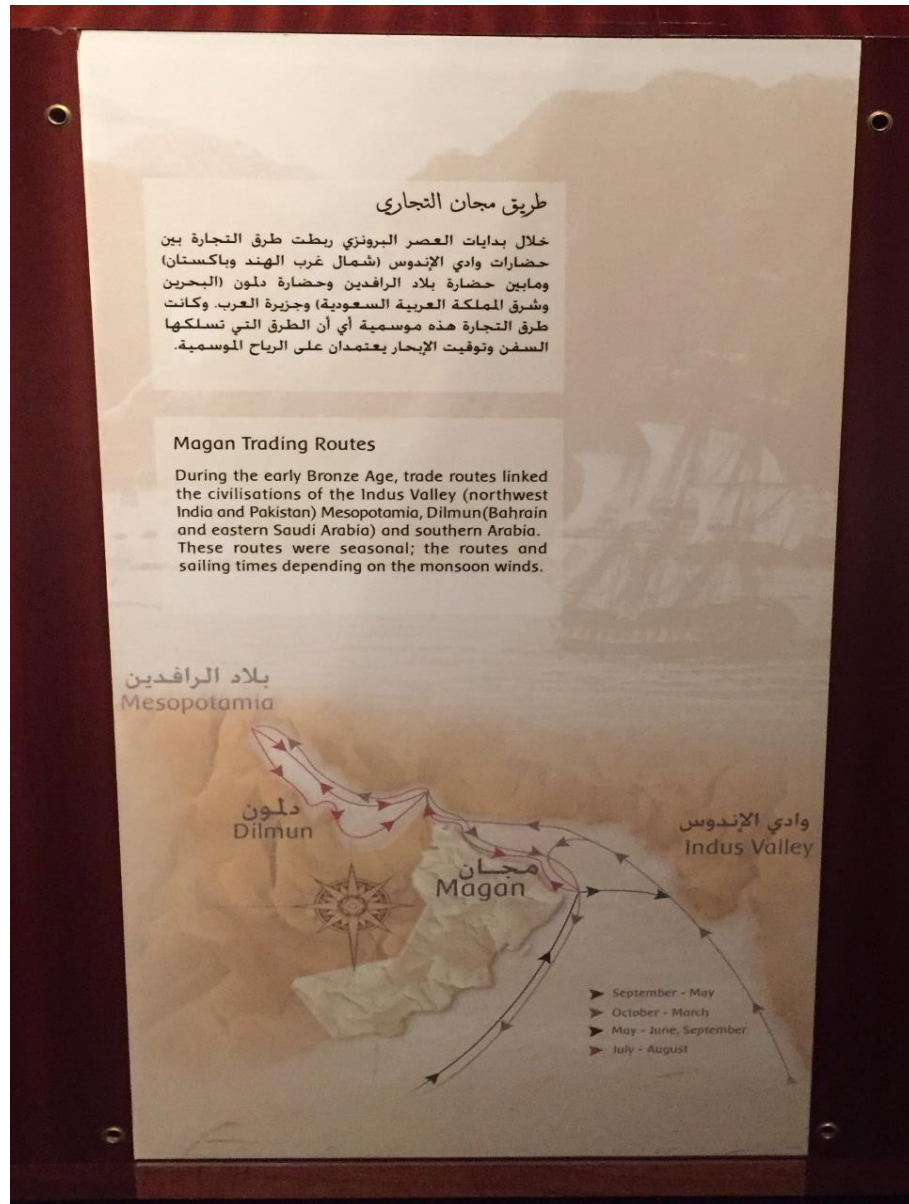 طريق مجان التجاري
خلال بدايات العصر البرونزي ربطت طرق التجارة بين
حضارات وادي الإندوس (شمال غرب الهند وباكستان)
ومابين حضارة بلاد الرافدين وحضارة دلمون (البحرين
وشرق المملكة العربية السعودية) وجزيرة العرب. وكانت
طرق التجارة هذه موسمية أي أن الطرق التي تسلكها
السفن وتوقيت الإبحار يعتمدان على الرياح الموسمية.
Magan Trading Routes
During the early Bronze Age, trade routes linked
the civilisations of the Indus Valley (northwest
India and Pakistan) Mesopotamia, Dilmun(Bahrain
and eastern Saudi Arabia) and southern Arabia.
These routes were seasonal; the routes and
sailing times depending on the monsoon winds.
بلاد الرافدين
Mesopotamia
دلمون
Dilmun
وادي الإندوس
Indus Valley
مجان
Magan
September - May
October - March
May - June, September
July - August